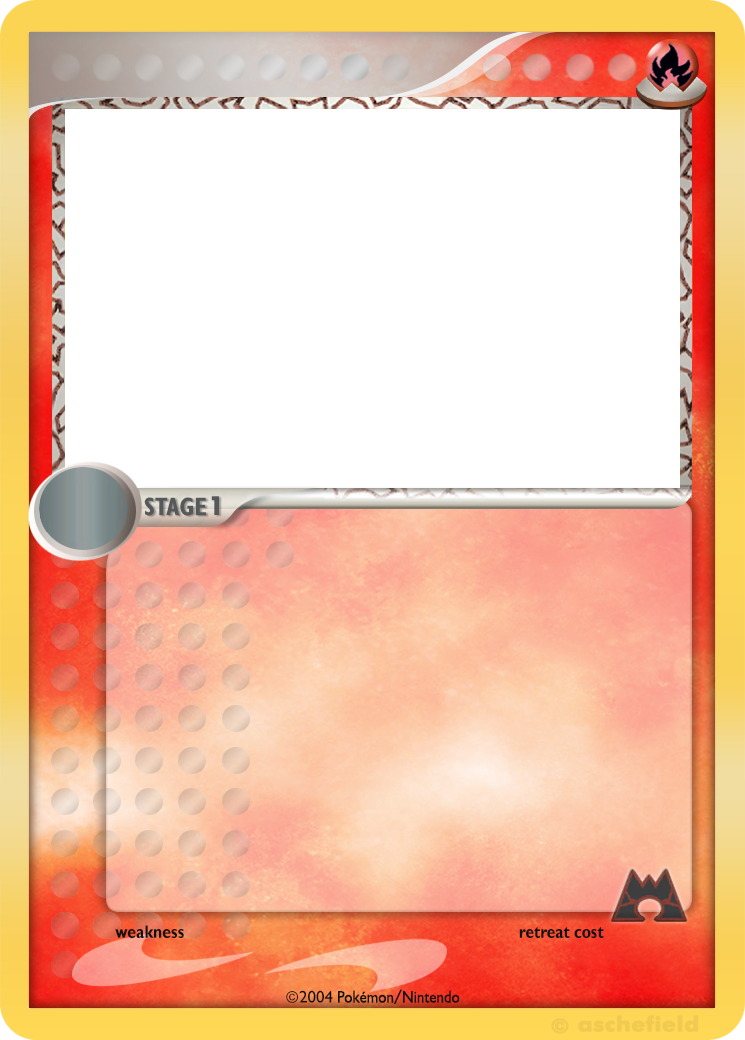 STAGE 1
weakness
retreat cost
©2004 Pokémon/Nintendo
© aschefield